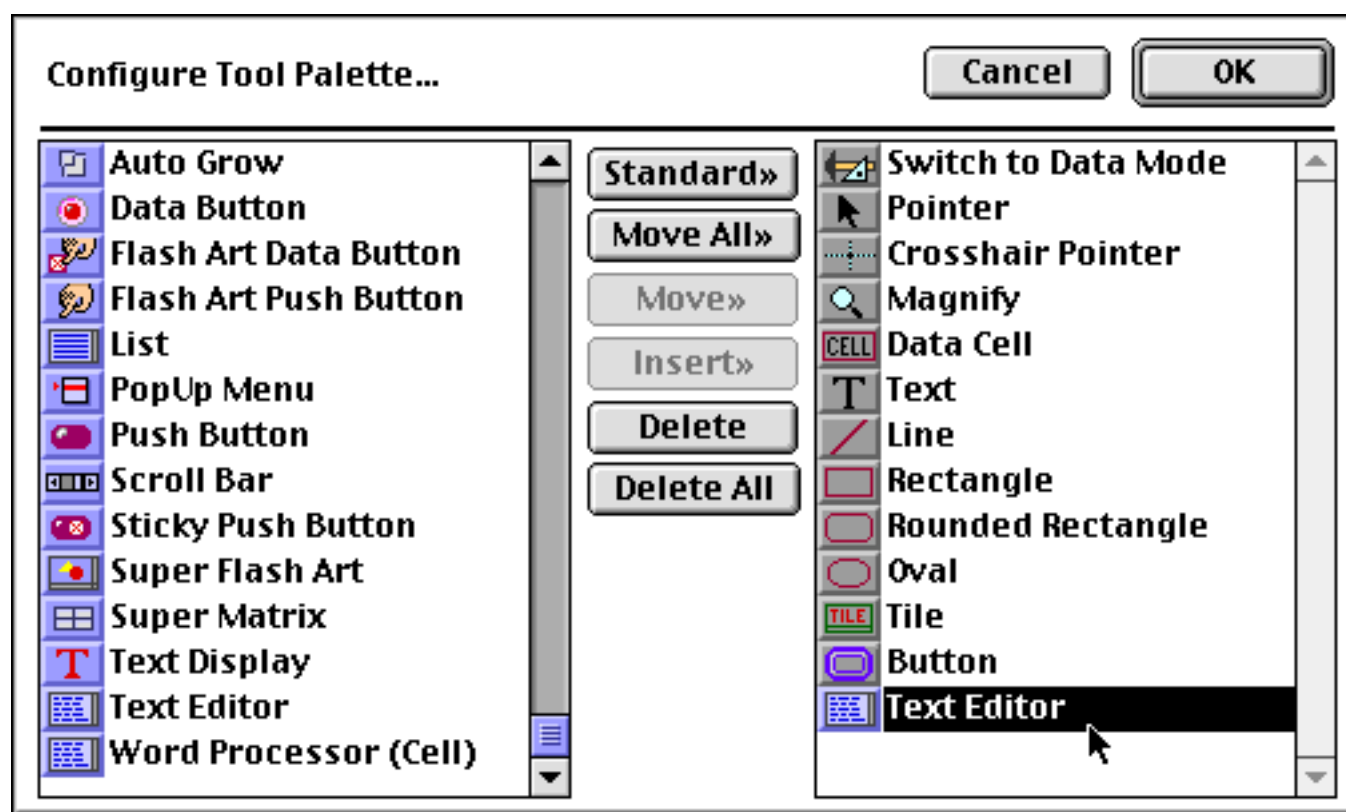 Configure Tool Palette...
Cancel
OK
Auto Grow
Data Button
Flash Art Data Button
Flash Art Push Button
List
PopUp Menu
Push Button
Scroll Bar
Sticky Push Button
Super Flash Art
Super Matrix
T Text Display
Text Editor
Word Processor (Cell)
Standard»
Move All»
Move»
Insert»
Delete
Delete All
Switch to Data Mode
Pointer
Crosshair Pointer
Magnify
CELL Data Cell
T Text
Line
Rectangle
Rounded Rectangle
Oval
TILE Tile
Button
Text Editor